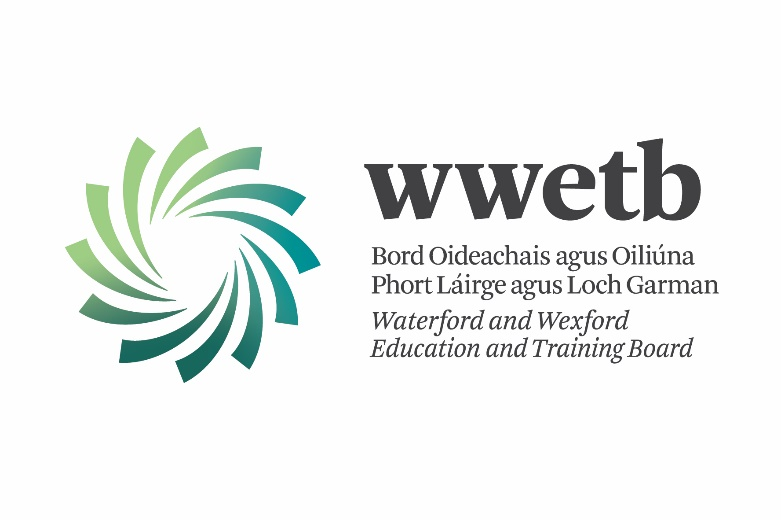 wwetb
Bord Oideachais agus Oiliúna
Phort Láirge agus Loch Garman
Waterford and Wexford
Education and Training Board